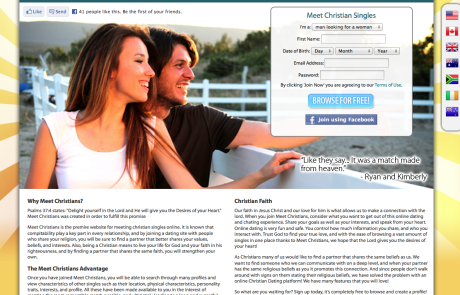 Like Send 41 people like this. Be the first of your friends.
Meet Christian Singles
I'm a: man looking for a woman
First Name:
Date of Birth: Day Month Year
Email Address:
Password:
By clicking 'Join Now' you are agreeing to our Terms of Use.
BROWSE FOR FREE!
f Join using Facebook
"Like they say... It was a match made
from heaven."
- Ryan and Kimberly
Why Meet Christians?
Psalms 37:4 states: "Delight yourself in the Lord and He will give you the Desires of your Heart."
Meet Christians was created in order to fulfill this promise
Meet Christians is the premire website for meeting christian singles online. It is known that
compatibility play a key part in every relationship, and by joining a dating site with people
who share your religion, you will be sure to find a partner that better shares your values,
beliefs, and interests. Also, being a Christian means to live your life for God and your faith in his
righteousness, and by finding a partner that shares the same faith, you will strengthen your
own.
The Meet Christians Advantage
Once you have joined Meet Christians, you will be able to search through many profiles and
view characteristics of other singles such as their location, physical characteristics, personality
traits, interests, and profile. All these have been made available to you in the interest of
Christian Faith
Our faith in Jesus Christ and our love for him is what allows us to make a connection with the
lord. When you join Meet Christians, consider what you want to get out of this online dating
and chatting experience. Share your goals as well as your interests, and speak from your heart.
Online dating is very fun and safe. You control how much information you share, and who you
interact with. Trust God to find your true love, and with the ease of browsing a vast amount of
singles in one place thanks to Meet Christians, we hope that the Lord gives you the desires of
your heart!
As Christians many of us would like to find a partner that shares the same beliefs as us. We
want to find someone who we can communicate with on a deep level, and when your partner
has the same religious beliefs as you it promotes this connection. And since people don't walk
around with signs on them stating their religious beliefs, we have solved the problem with an
online Christian Dating platform! We have many features that you will love!
So what are you waiting for? Sign up today, it's completely free to browse and create a profile!